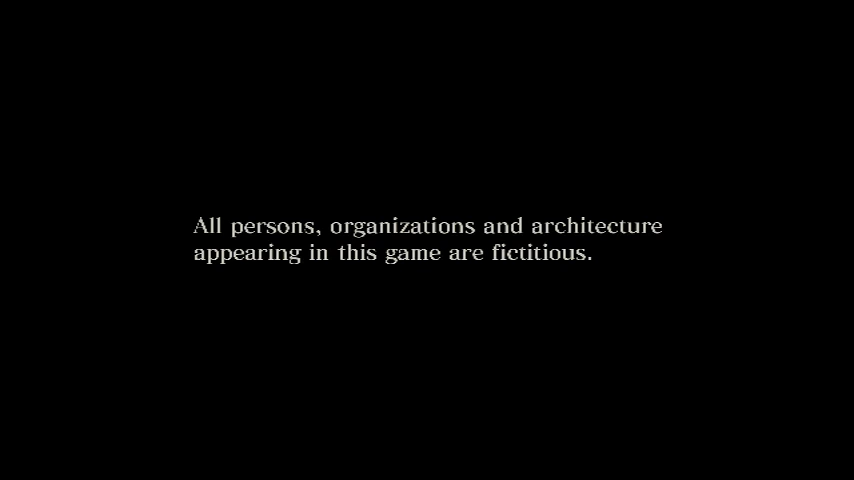 All persons, organizations and architecture
appearing in this game are fictitious.